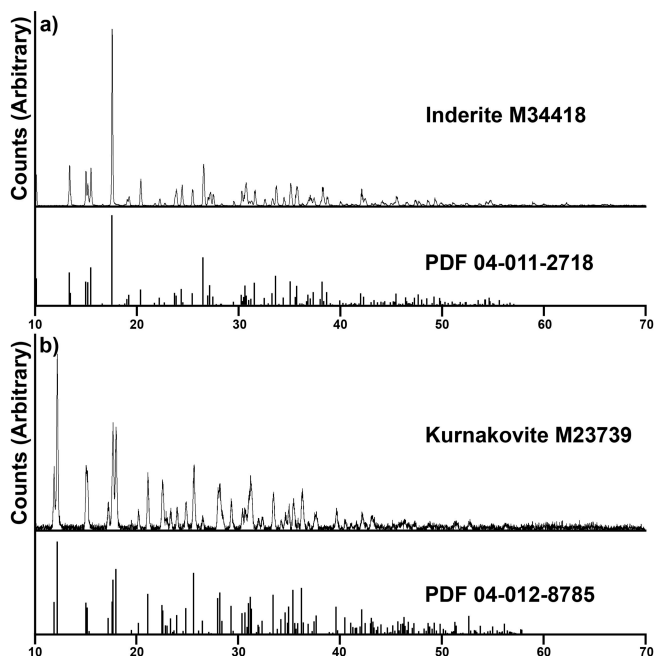 a)
Counts (Arbitrary)
Inderite M34418
PDF 04-011-2718
10 20 30 40 50 60 70
b)
Counts (Arbitrary)
Kurnakovite M23739
PDF 04-012-8785
10 20 30 40 50 60 70